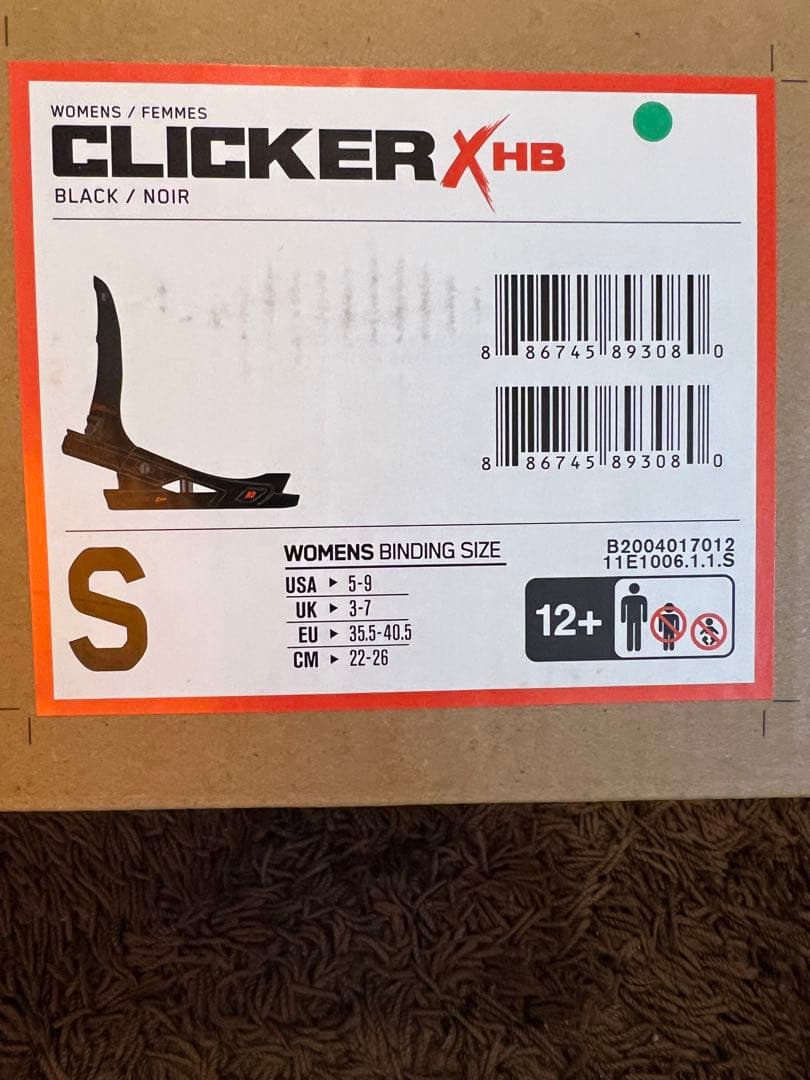 WOMENS / FEMMES
CLICKER X HB
BLACK / NOIR
8 86745 89308 0
8 86745 89308 0
K2
S
WOMENS BINDING SIZE
USA ▶ 5-9
UK ▶ 3-7
EU ▶ 35.5-40.5
CM ▶ 22-26
B2004017012
11E1006.1.1.S
12+